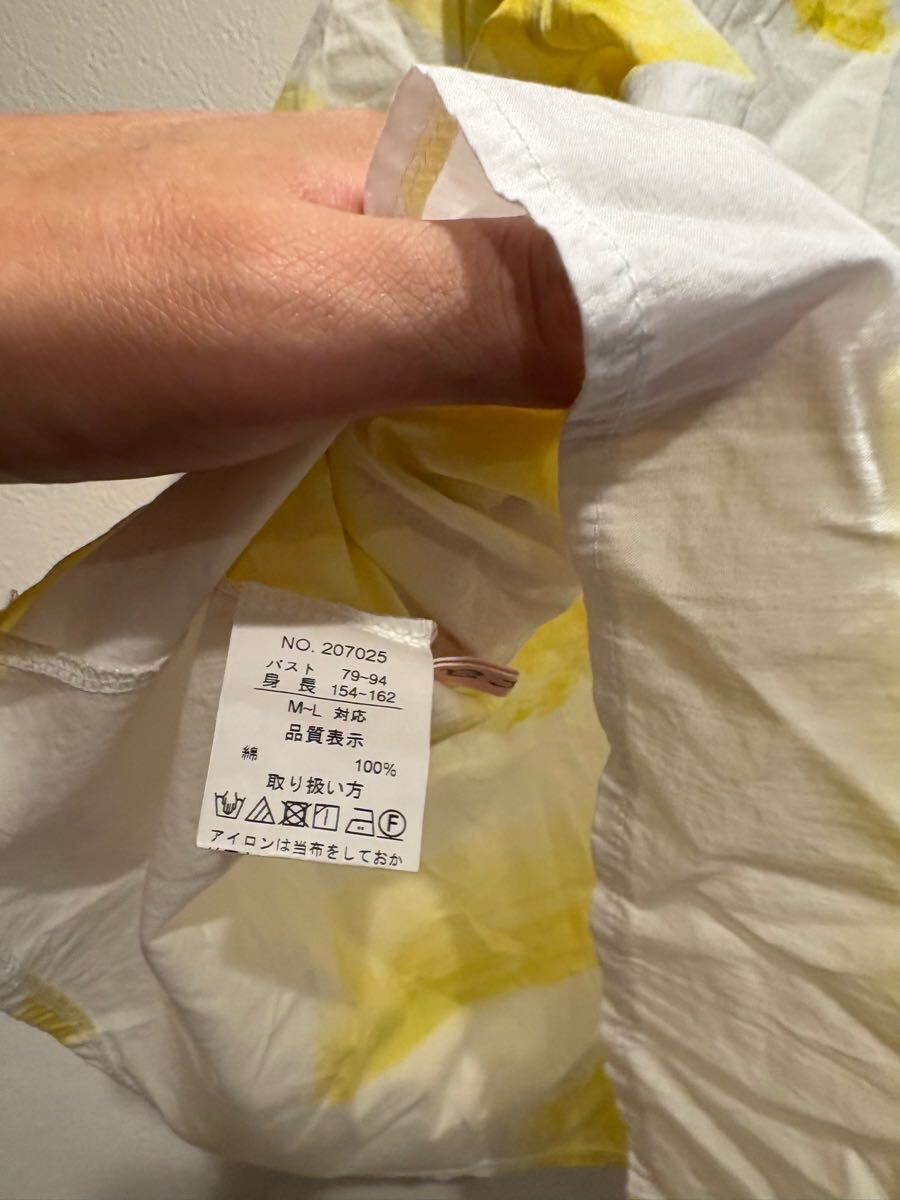 NO. 207025
バスト 79~94
身長 154~162
M~L 対応
品質表示
綿 100%
取り扱い方
F
アイロンは当布をしておか